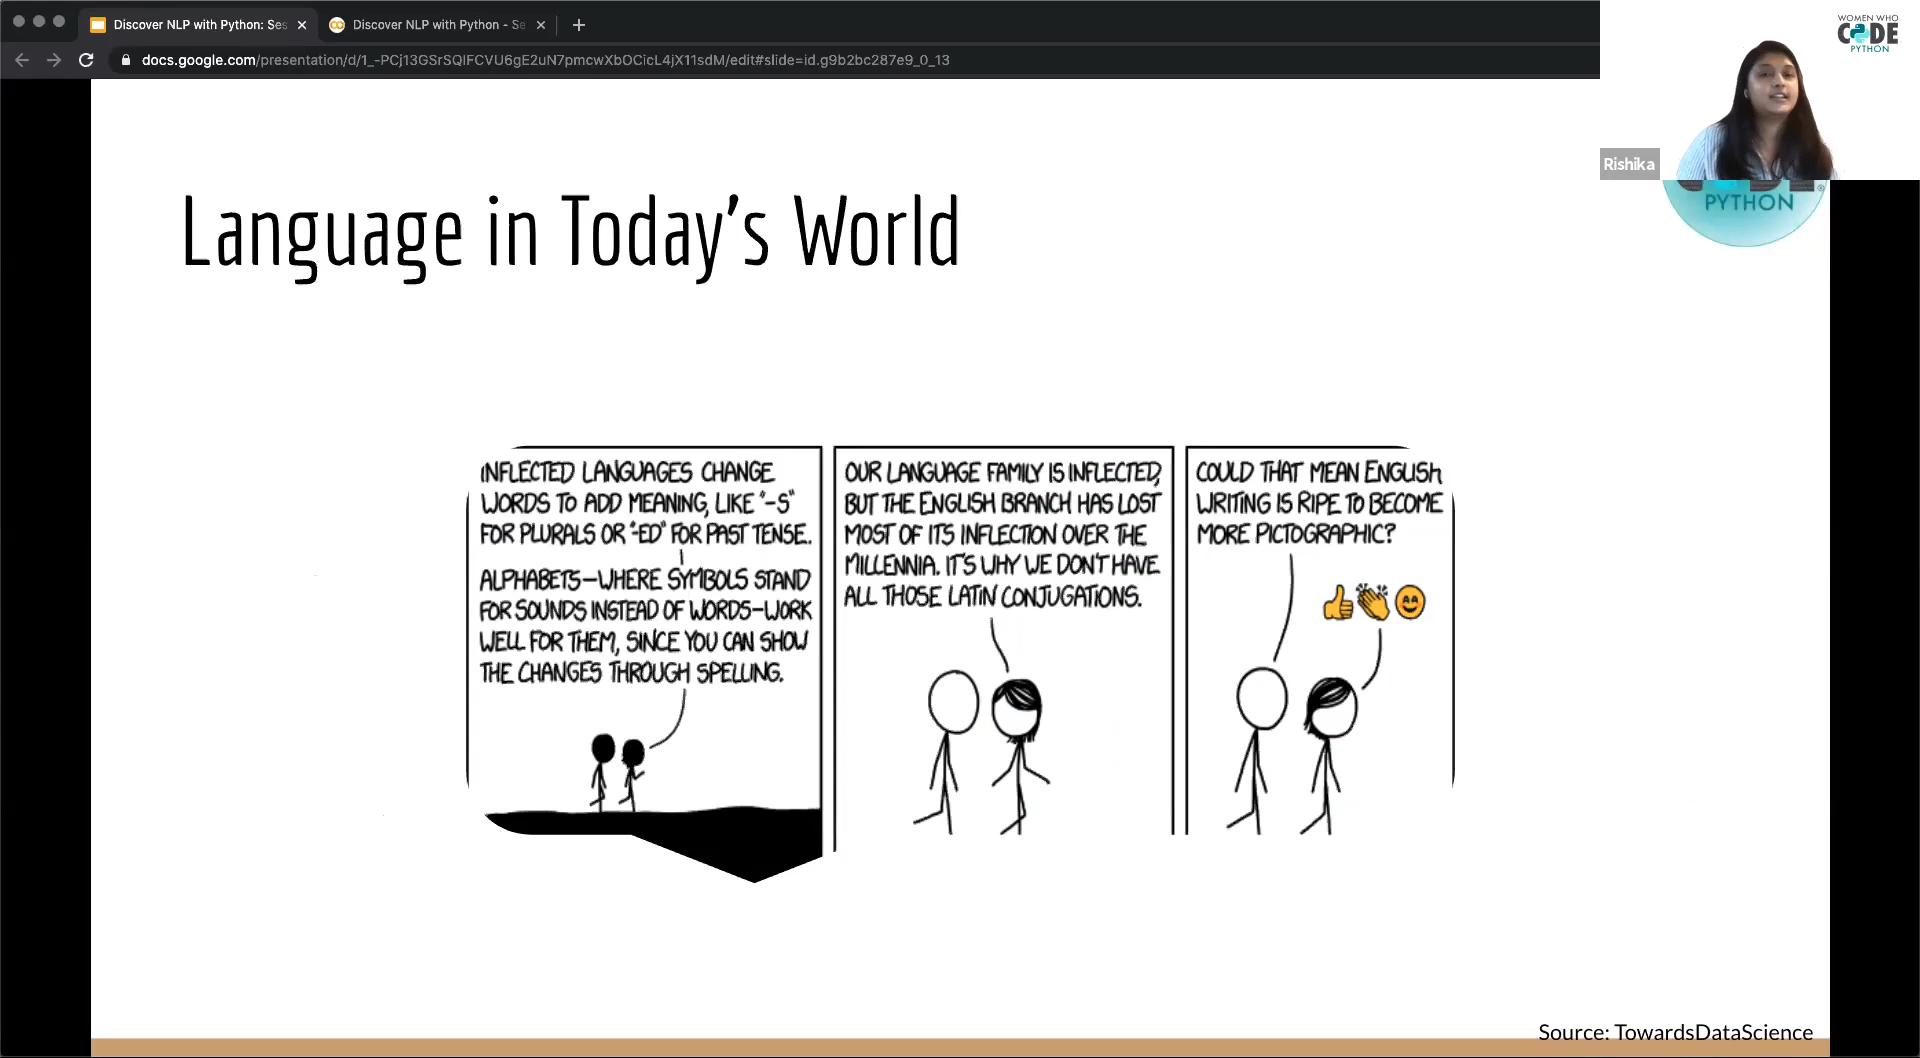 Discover NLP with Python: Ses
Discover NLP with Python - Se
docs.google.com/presentation/d/1_-PCj13GSrSQIFCVU6gE2uN7pmcwXbOCicL4jX11sdM/edit#slide=id.g9b2bc287e9_0_13
WOMEN WHO
CODE
PYTHON
Rishika
PYTHON
Language in Today's World
INFLECTED LANGUAGES CHANGE
WORDS TO ADD MEANING, LIKE "-S"
FOR PLURALS OR "-ED" FOR PAST TENSE.
ALPHABETS—WHERE SYMBOLS STAND
FOR SOUNDS INSTEAD OF WORDS—WORK
WELL FOR THEM, SINCE YOU CAN SHOW
THE CHANGES THROUGH SPELLING.
OUR LANGUAGE FAMILY IS INFLECTED,
BUT THE ENGLISH BRANCH HAS LOST
MOST OF ITS INFLECTION OVER THE
MILLENNIA. IT'S WHY WE DON'T HAVE
ALL THOSE LATIN CONJUGATIONS.
COULD THAT MEAN ENGLISH
WRITING IS RIPE TO BECOME
MORE PICTOGRAPHIC?
👍👏😊
Source: TowardsDataScience